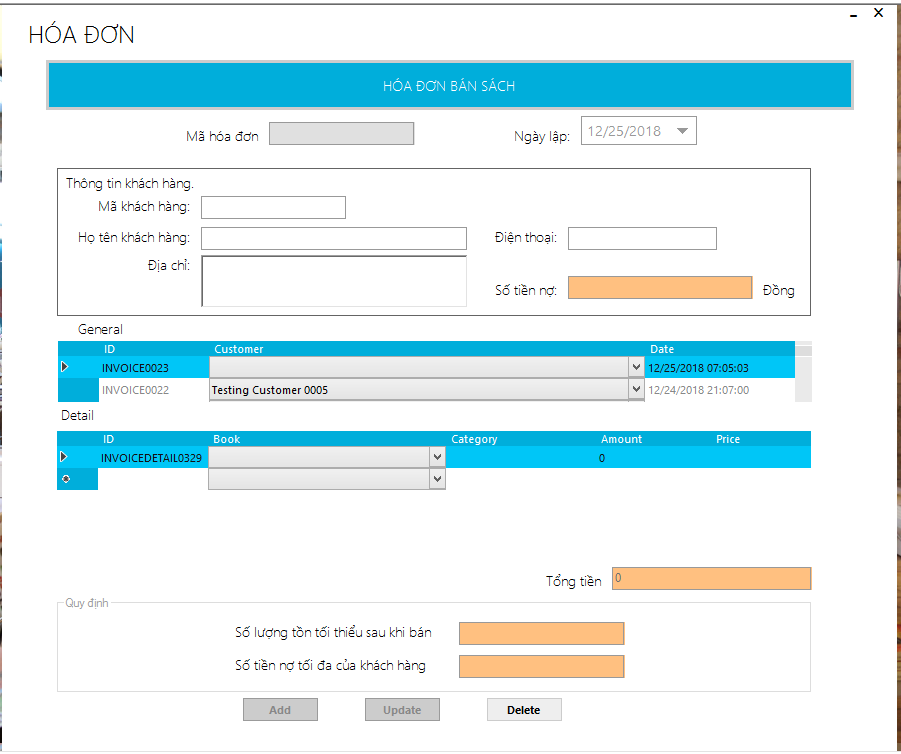 HÓA ĐƠN
HÓA ĐƠN BÁN SÁCH
Mã hóa đơn Ngày lập: 12/25/2018
Thông tin khách hàng.
Mã khách hàng:
Họ tên khách hàng: Điện thoại:
Địa chỉ:
Số tiền nợ: Đồng
General
ID Customer Date
INVOICE0023 12/25/2018 07:05:03
INVOICE0022 Testing Customer 0005 12/24/2018 21:07:00
Detail
ID Book Category Amount Price
INVOICEDETAIL0329 0
Tổng tiền 0
Quy định
Số lượng tồn tối thiểu sau khi bán
Số tiền nợ tối đa của khách hàng
Add Update Delete